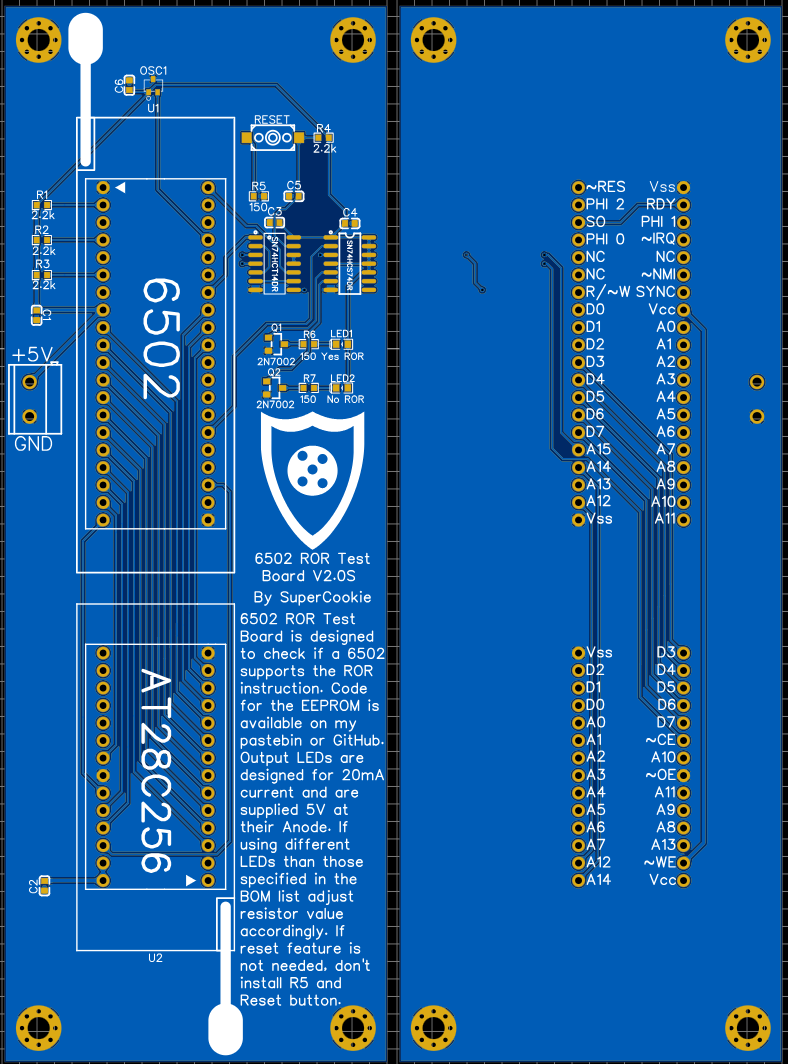 C6
OSC1
U1
RESET
R4
2.2k
R1
2.2k
R2
2.2k
R3
2.2k
R5
150
C5
C3
C4
SN74HCT14DR
SN74HCS74DR
C1
6502
+5V
GND
Q1
2N7002
R6
150
LED1
Yes ROR
Q2
2N7002
R7
150
LED2
No ROR
6502 ROR Test
Board V2.0S
By SuperCookie
6502 ROR Test
Board is designed
to check if a 6502
supports the ROR
instruction. Code
for the EEPROM is
available on my
pastebin or GitHub.
Output LEDs are
designed for 20mA
current and are
supplied 5V at
their Anode. If
using different
LEDs than those
specified in the
BOM list adjust
resistor value
accordingly. If
reset feature is
not needed, don't
install R5 and
Reset button.
AT28C256
C2
U2
~RES Vss
PHI 2 RDY
SO PHI 1
PHI 0 ~IRQ
NC NC
NC ~NMI
R/~W SYNC
D0 Vcc
D1 A0
D2 A1
D3 A2
D4 A3
D5 A4
D6 A5
D7 A6
A15 A7
A14 A8
A13 A9
A12 A10
Vss A11
Vss D3
D2 D4
D1 D5
D0 D6
A0 D7
A1 ~CE
A2 A10
A3 ~OE
A4 A11
A5 A9
A6 A8
A7 A13
A12 ~WE
A14 Vcc